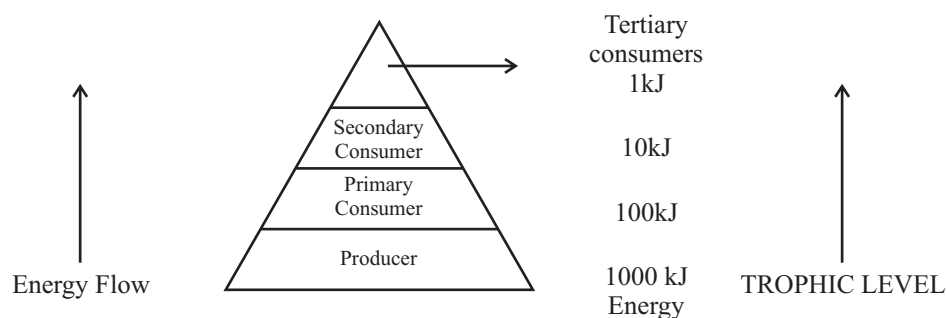 Tertiary
consumers
1kJ
Secondary
Consumer
10kJ
Primary
Consumer
100kJ
Producer
1000 kJ
Energy
Energy Flow
TROPHIC LEVEL